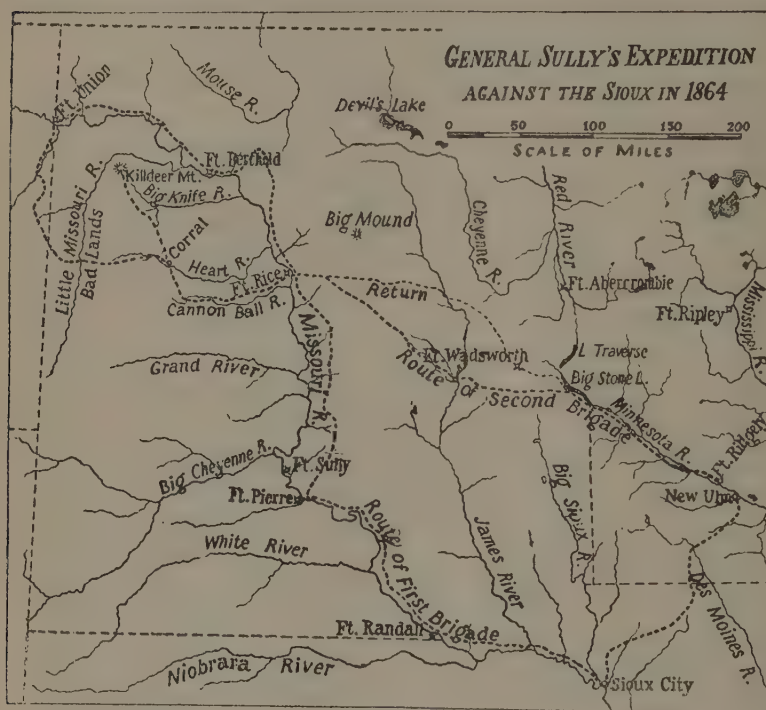 GENERAL SULLY'S EXPEDITION
AGAINST THE SIOUX IN 1864
0 50 100 150 200
SCALE OF MILES
Ft. Union
Mouse R.
Devil's Lake
Killdeer Mt.
Ft. Berthold
Big Knife R.
Little Missouri R.
Bad Lands
Corral
Heart R.
Ft. Rice
Cannon Ball R.
Big Mound
Cheyenne R.
Red River
Ft. Abercrombie
Ft. Ripley
Mississippi R.
Return
Route of Second Brigade
Ft. Wadsworth
L Traverse
Big Stone L.
Minnesota R.
Ft. Ridgely
New Ulm
Missouri R.
Grand River
Big Cheyenne R.
Ft. Sully
Ft. Pierre
Route of First Brigade
White River
James River
Big Sioux R.
Des Moines R.
Ft. Randall
Niobrara River
Sioux City